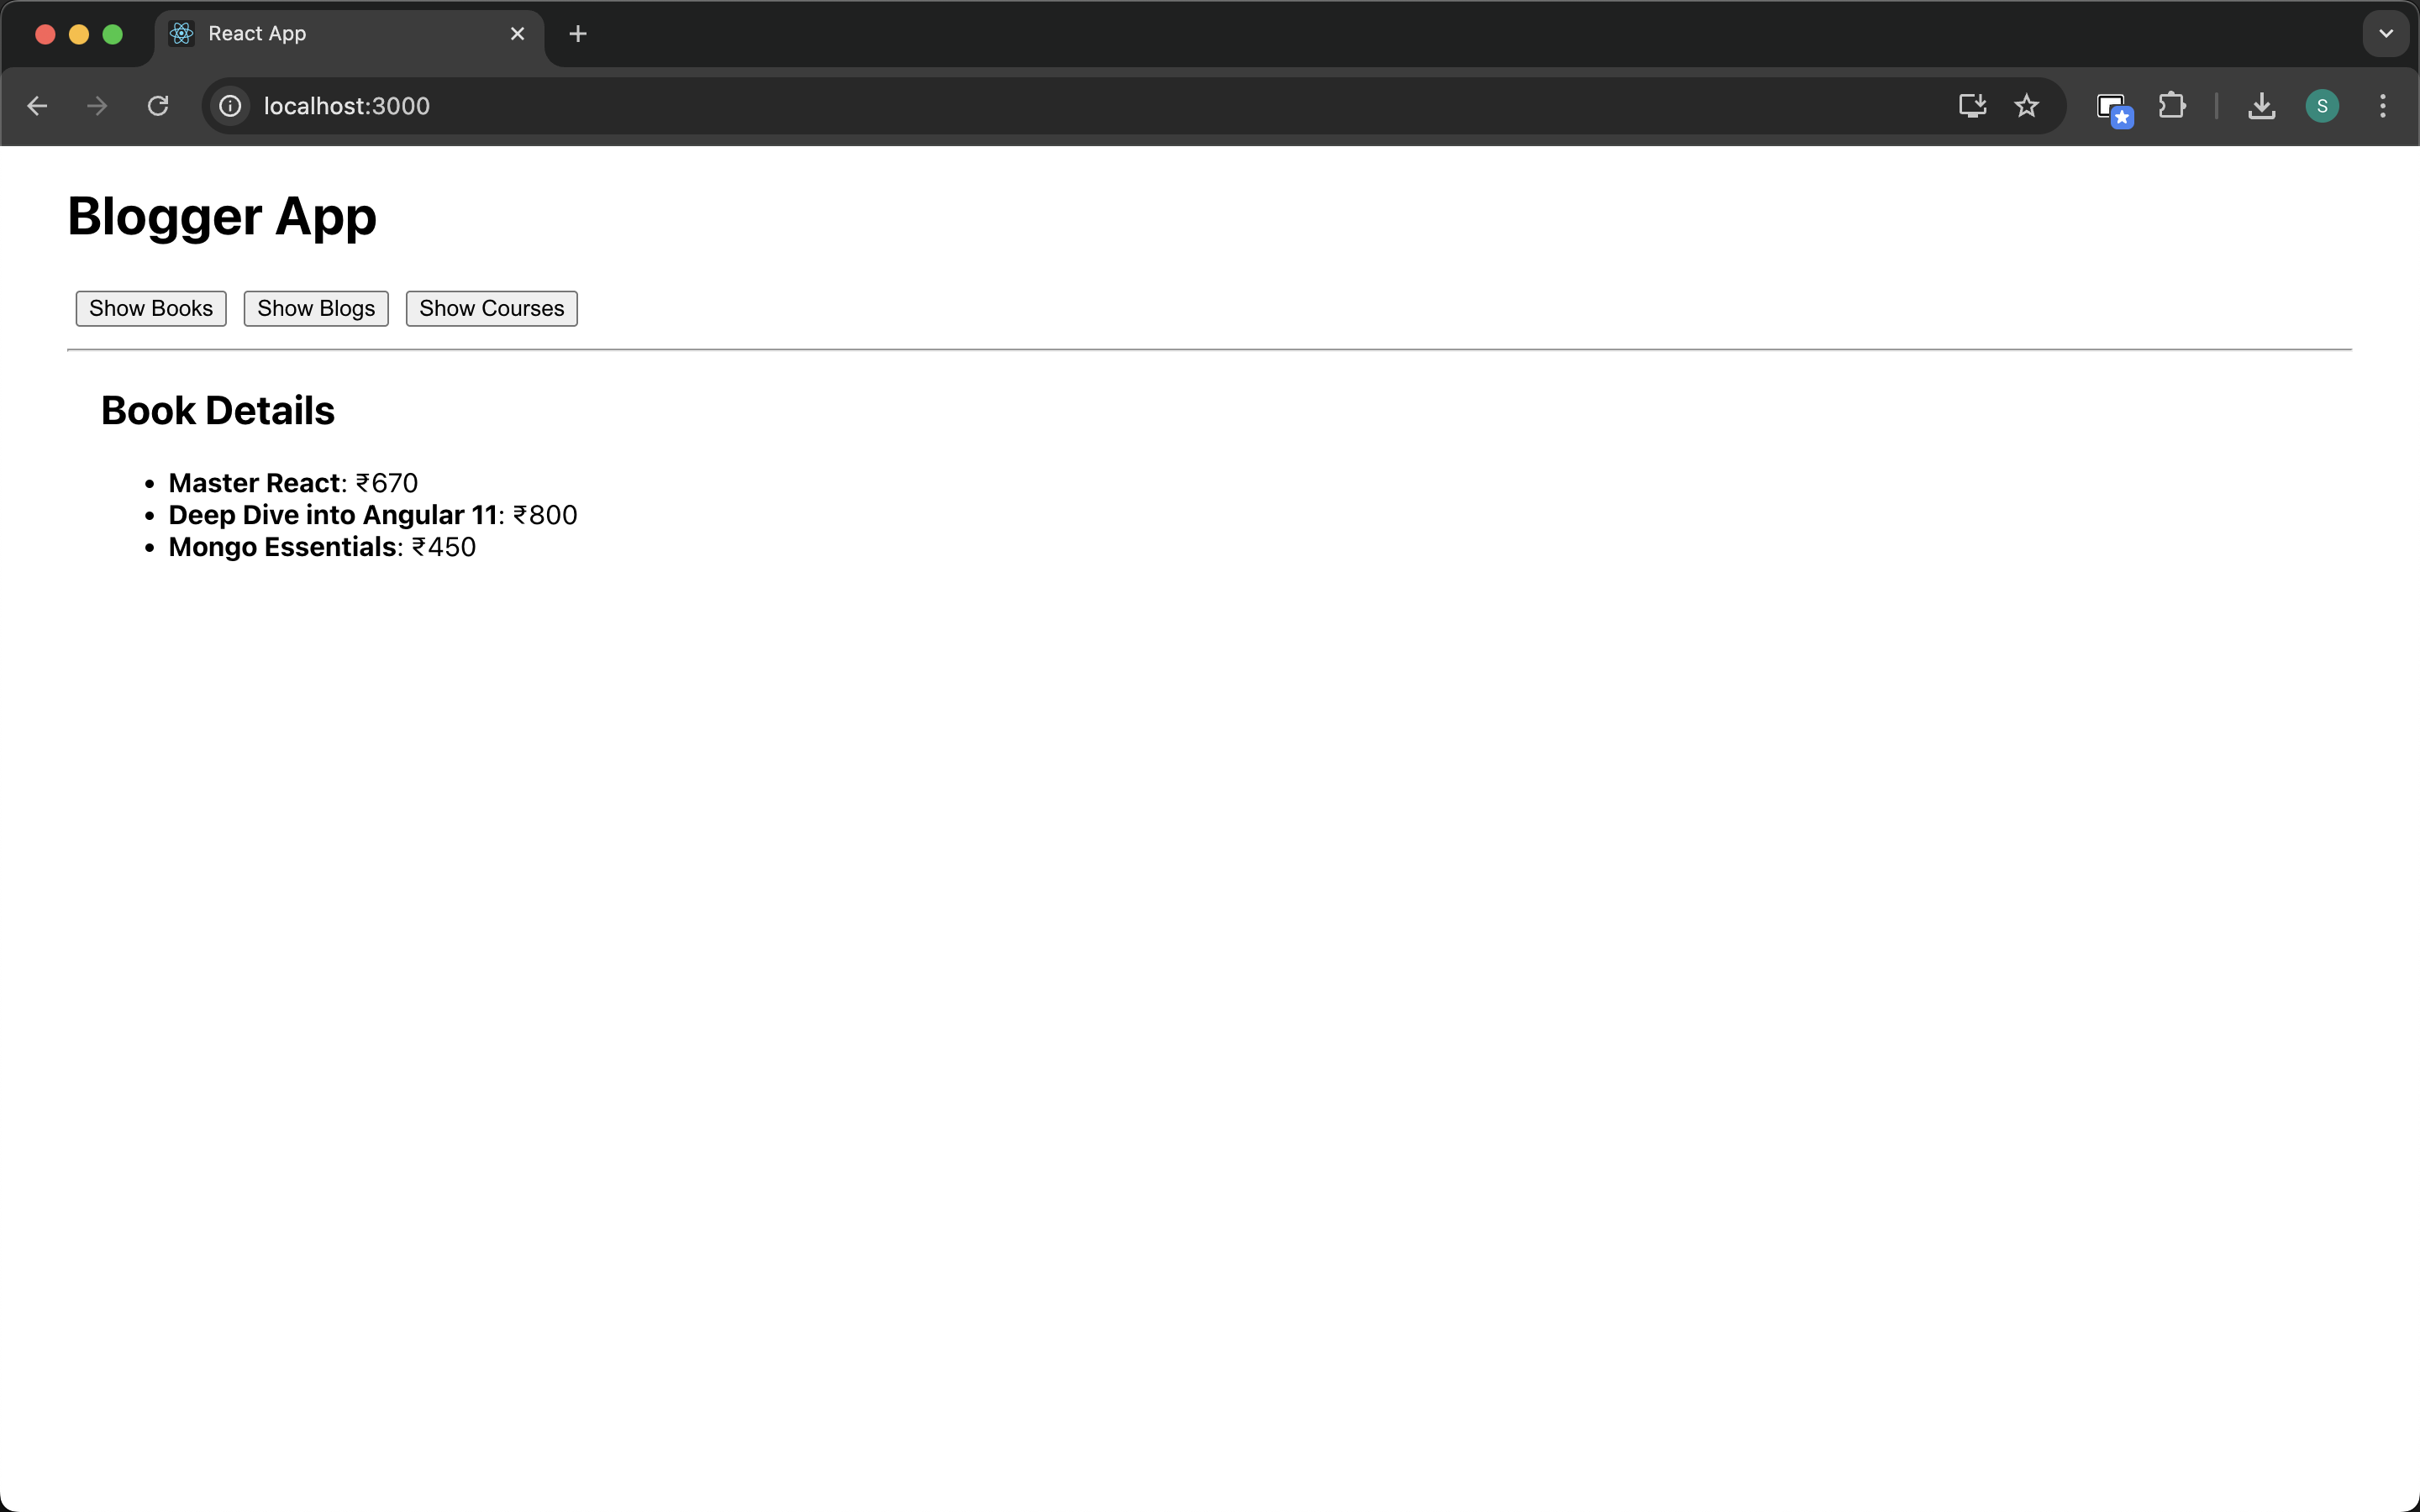 React App
localhost:3000
S
Blogger App
Show Books Show Blogs Show Courses
Book Details
• Master React: ₹670
• Deep Dive into Angular 11: ₹800
• Mongo Essentials: ₹450